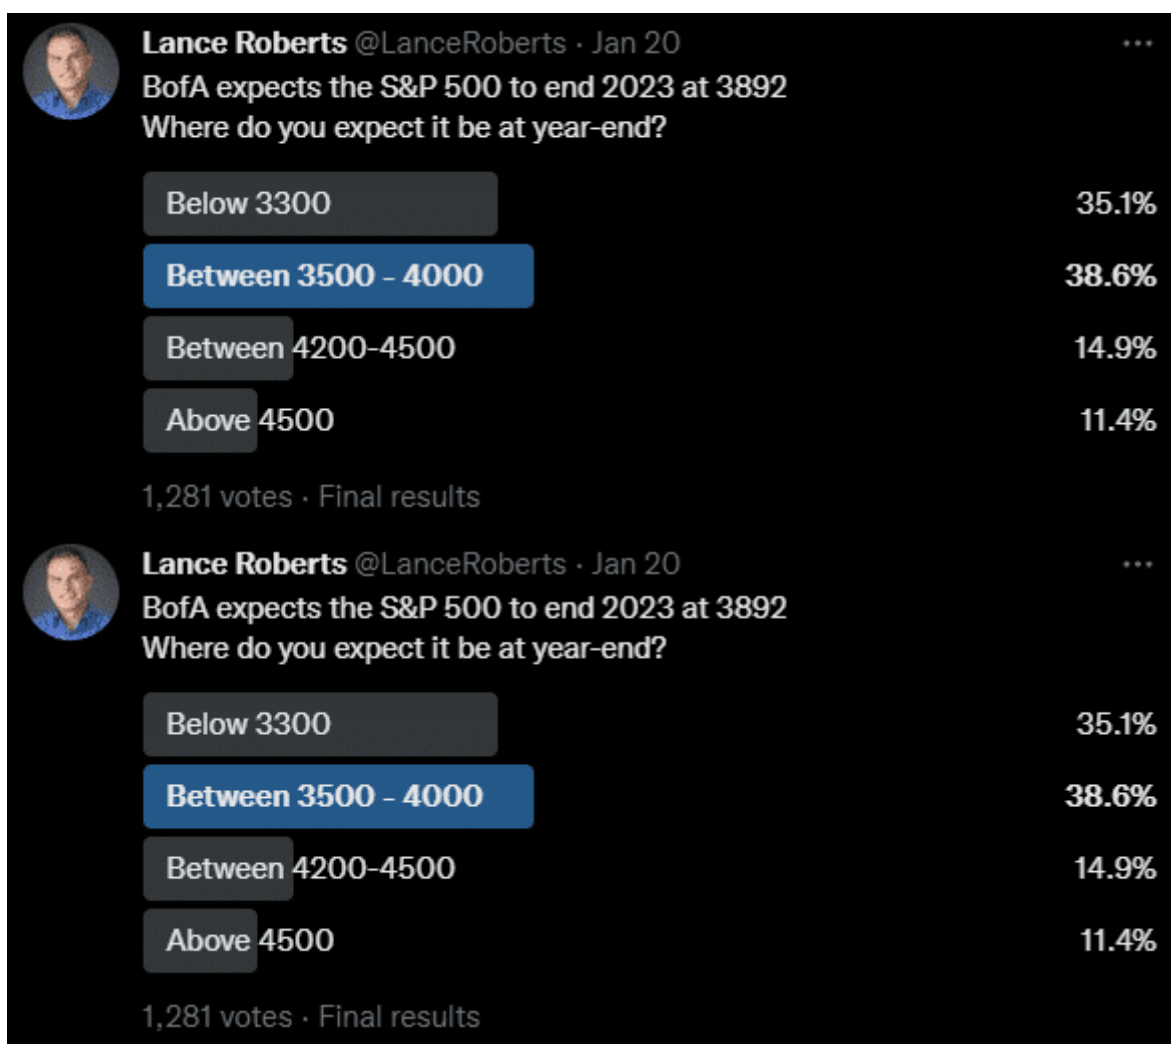 Lance Roberts @LanceRoberts · Jan 20
BofA expects the S&P 500 to end 2023 at 3892
Where do you expect it be at year-end?
Below 3300 35.1%
Between 3500 - 4000 38.6%
Between 4200-4500 14.9%
Above 4500 11.4%
1,281 votes · Final results
Lance Roberts @LanceRoberts · Jan 20
BofA expects the S&P 500 to end 2023 at 3892
Where do you expect it be at year-end?
Below 3300 35.1%
Between 3500 - 4000 38.6%
Between 4200-4500 14.9%
Above 4500 11.4%
1,281 votes · Final results